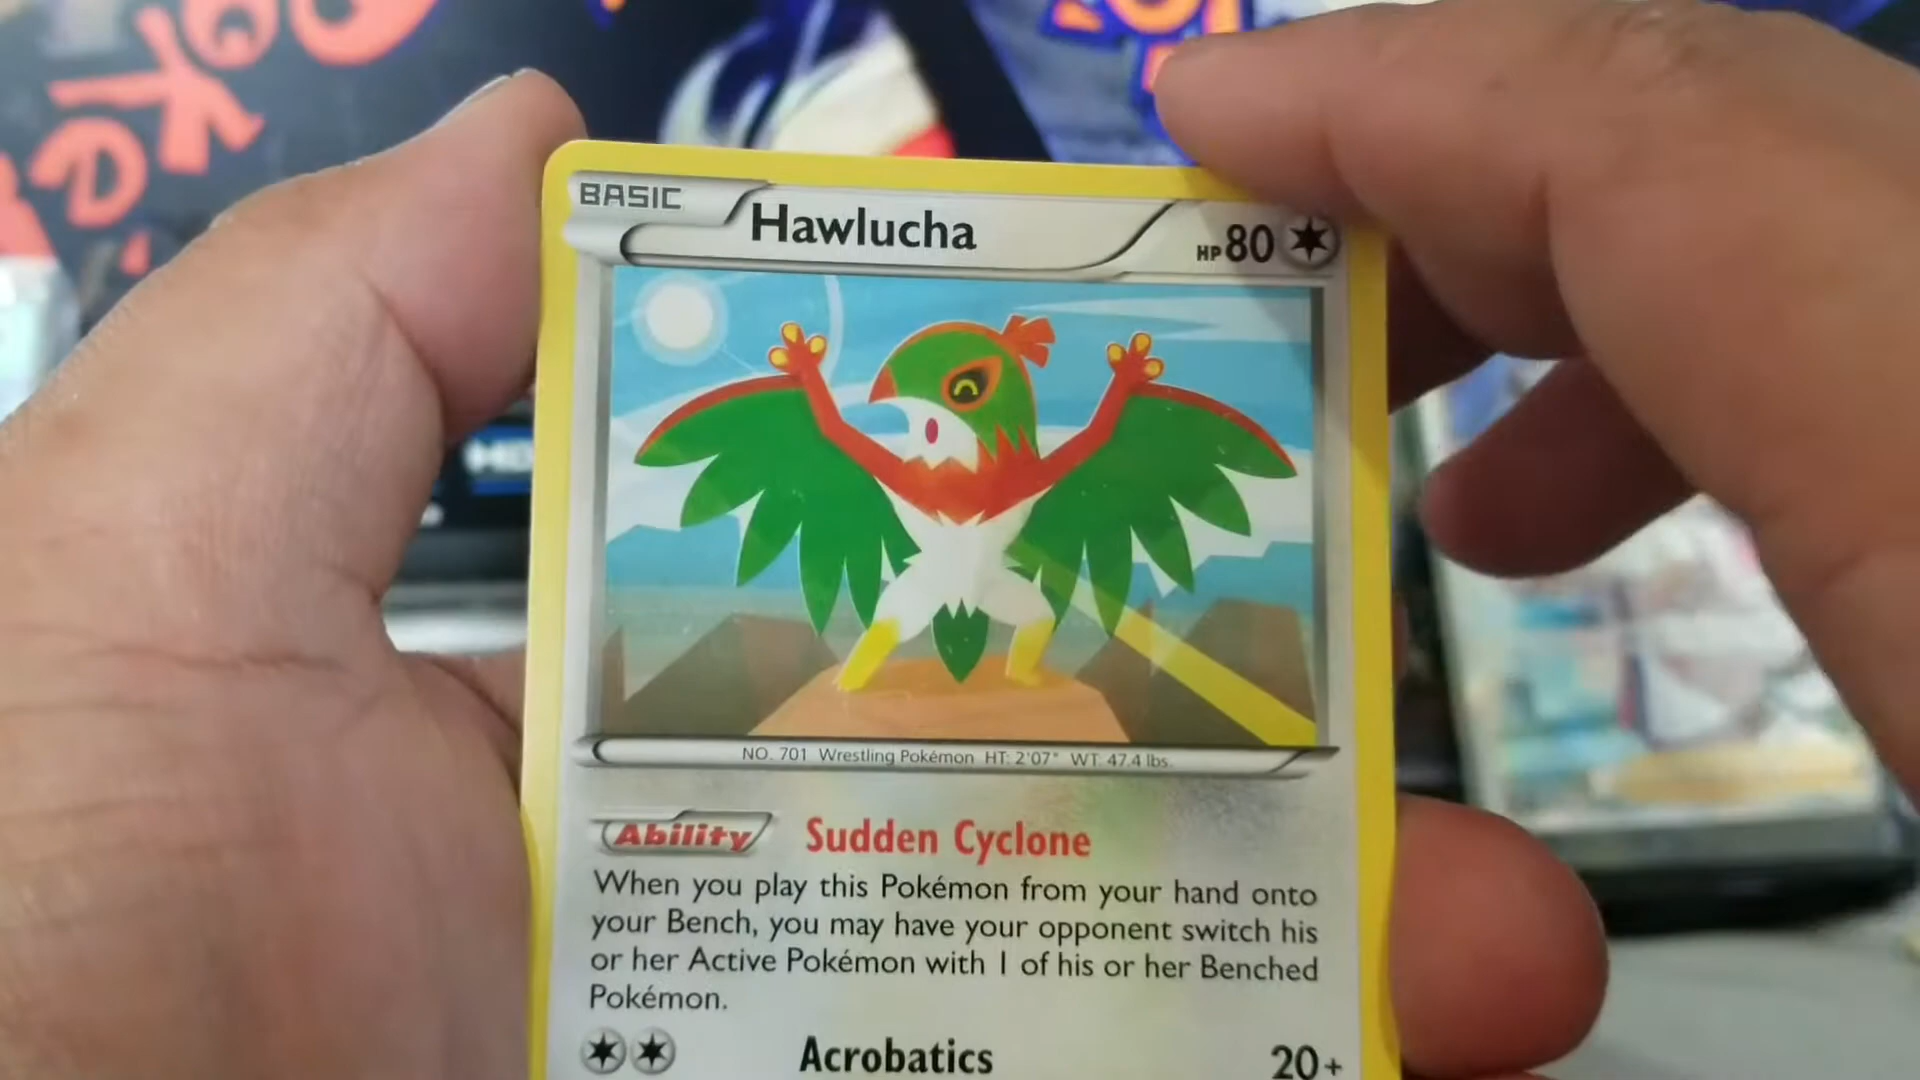 BASIC
Hawlucha
HP 80
NO. 701 Wrestling Pokémon HT: 2'07" WT: 47.4 lbs.
Ability Sudden Cyclone
When you play this Pokémon from your hand onto
your Bench, you may have your opponent switch his
or her Active Pokémon with 1 of his or her Benched
Pokémon.
Acrobatics 20+